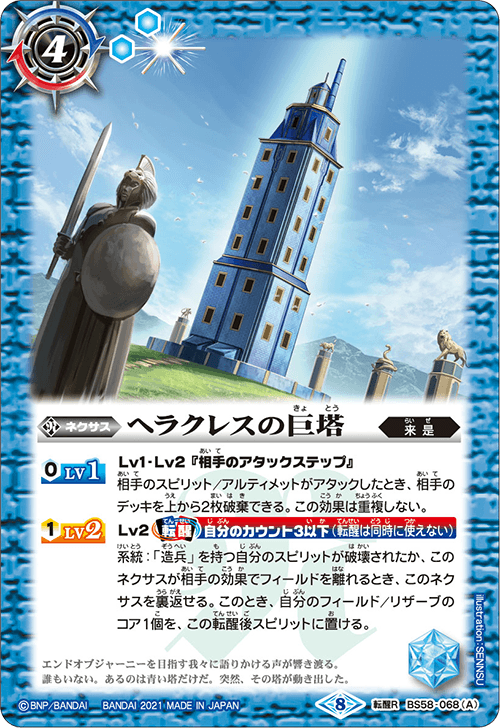 4
ネクサス
ヘラクレスの巨塔
きょ とう
来是
らいぜ
0 LV1
Lv1・Lv2『相手のアタックステップ』
相手のスピリット/アルティメットがアタックしたとき、相手の
デッキを上から2枚破棄できる。この効果は重複しない。
1 LV2
Lv2 転醒 自分のカウント3以下(転醒は同時に使えない)
系統:「造兵」を持つ自分のスピリットが破壊されたか、この
ネクサスが相手の効果でフィールドを離れるとき、このネク
サスを裏返せる。このとき、自分のフィールド/リザーブの
コア1個を、この転醒後スピリットに置ける。
エンドオブジャーニーを目指す我々に語りかける声が響き渡る。
誰もいない。あるのは青い塔だけだ。突然、その塔が動き出した。
illustration:SENNSU
©BNP/BANDAI BANDAI 2021 MADE IN JAPAN
8 転醒R BS58-068(A)